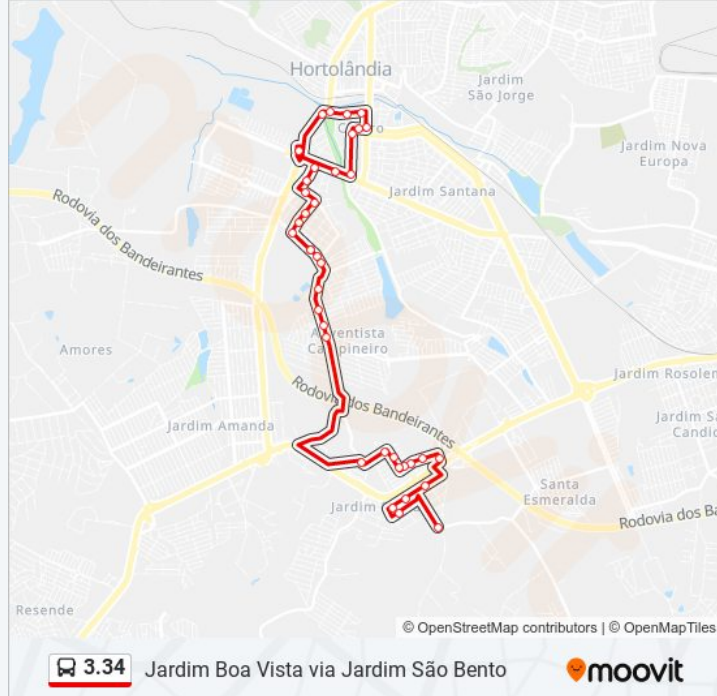 Hortolândia
Jardim
São Jorge
Jardim Nova
Europa
Jardim Santana
Rodovia dos Bandeirantes
Amores
Campineiro
Jardim Rosolen
Rodovia dos Bandeirantes
Jardim Amanda
Santa
Esmeralda
Jardim
Rodovia dos Ba
Resende
© OpenStreetMap contributors | © OpenMapTiles
3.34 Jardim Boa Vista via Jardim São Bento
moovit